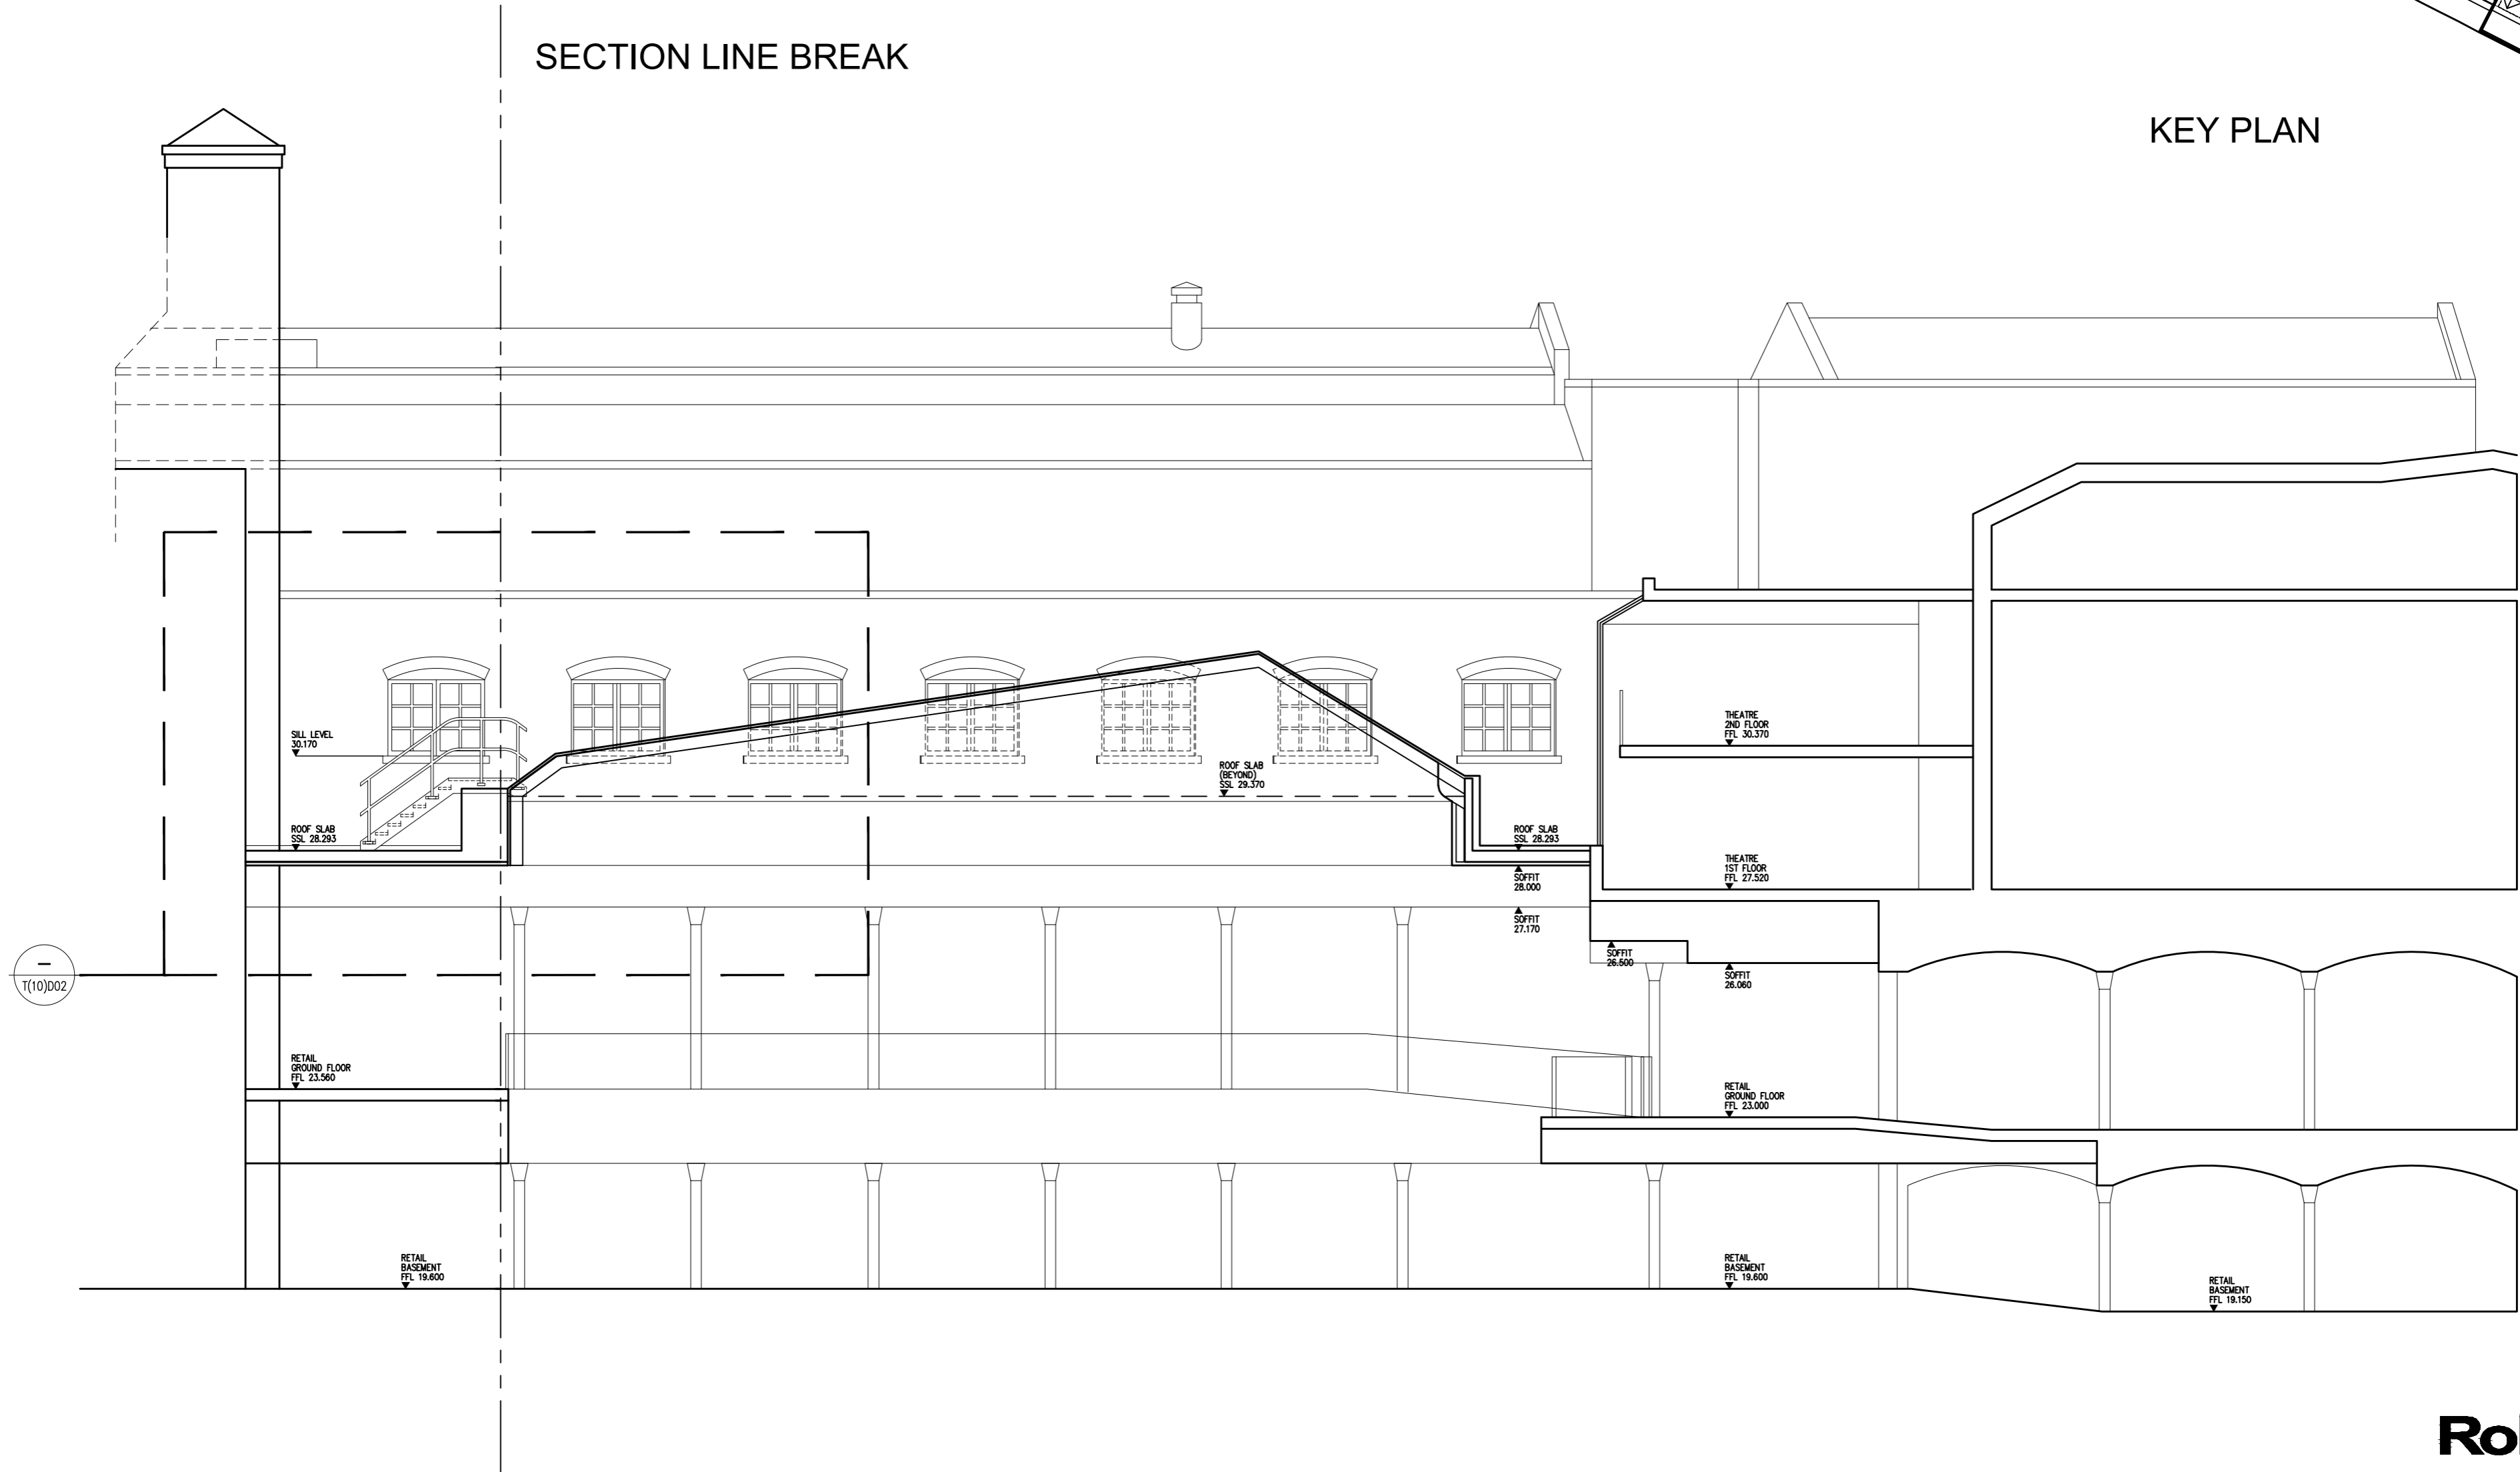 SECTION LINE BREAK
KEY PLAN
SILL LEVEL
30.170
THEATRE
2ND FLOOR
FFL 30.370
ROOF SLAB
(BEYOND)
SSL 29.370
ROOF SLAB
SSL 28.293
ROOF SLAB
SSL 28.293
THEATRE
1ST FLOOR
FFL 27.520
SOFFIT
28.000
SOFFIT
27.170
SOFFIT
26.500
SOFFIT
26.060
–
T(10)D02
RETAIL
GROUND FLOOR
FFL 23.560
RETAIL
GROUND FLOOR
FFL 23.000
RETAIL
BASEMENT
FFL 19.600
RETAIL
BASEMENT
FFL 19.600
RETAIL
BASEMENT
FFL 19.150